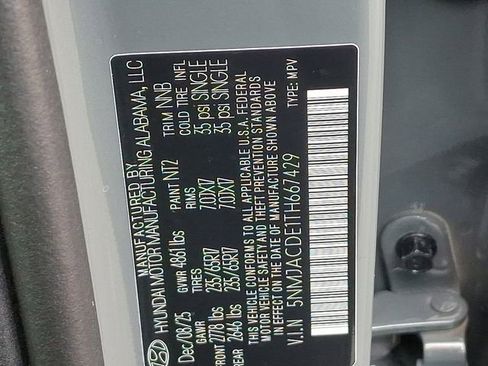 MANUFACTURED BY
HYUNDAI MOTOR MANUFACTURING ALABAMA, LLC
Dec/08/25 GVWR 4861 lbs PAINT NT2 TRIM NNB
GAWR TIRES RIMS COLD TIRE INFL
FRONT 2778 lbs 235/65R17 7.0JX17 35 psi SINGLE
REAR 2646 lbs 235/65R17 7.0JX17 35 psi SINGLE
THIS VEHICLE CONFORMS TO ALL APPLICABLE U.S.A. FEDERAL
MOTOR VEHICLE SAFETY AND THEFT PREVENTION STANDARDS
IN EFFECT ON THE DATE OF MANUFACTURE SHOWN ABOVE.
V.I.N 5NMJACDE1TH667429 TYPE: MPV